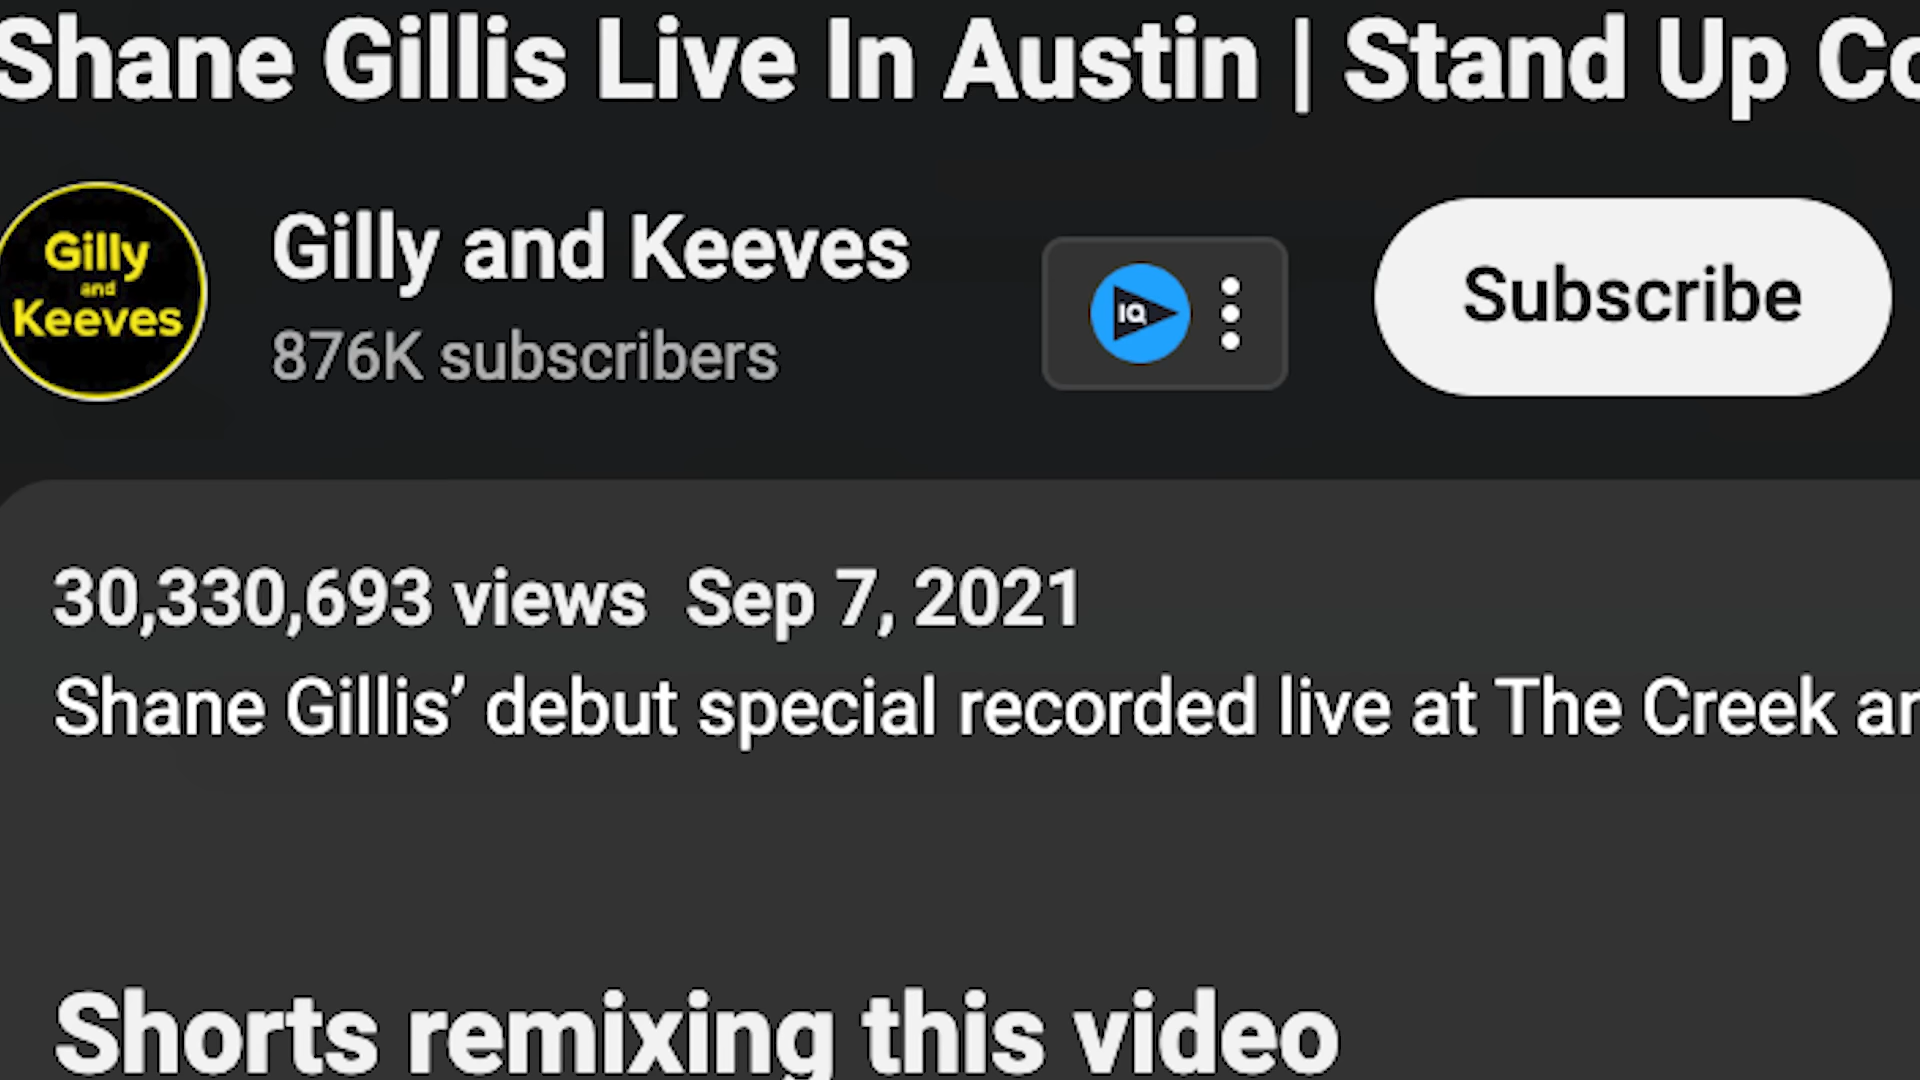 Shane Gillis Live In Austin | Stand Up Co
Gilly
and
Keeves
Gilly and Keeves
876K subscribers
IQ
Subscribe
30,330,693 views Sep 7, 2021
Shane Gillis’ debut special recorded live at The Creek an
Shorts remixing this video